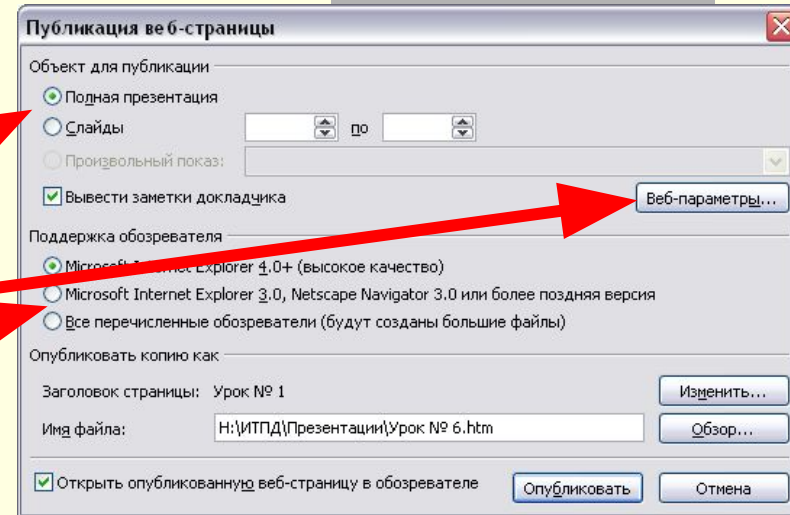 Публикация веб-страницы
Объект для публикации
Полная презентация
Слайды по
Произвольный показ:
Вывести заметки докладчика Веб-параметры...
Поддержка обозревателя
Microsoft Internet Explorer 4.0+ (высокое качество)
Microsoft Internet Explorer 3.0, Netscape Navigator 3.0 или более поздняя версия
Все перечисленные обозреватели (будут созданы большие файлы)
Опубликовать копию как
Заголовок страницы: Урок № 1 Изменить...
Имя файла: H:\ИТПД\Презентации\Урок № 6.htm Обзор...
Открыть опубликованную веб-страницу в обозревателе Опубликовать Отмена